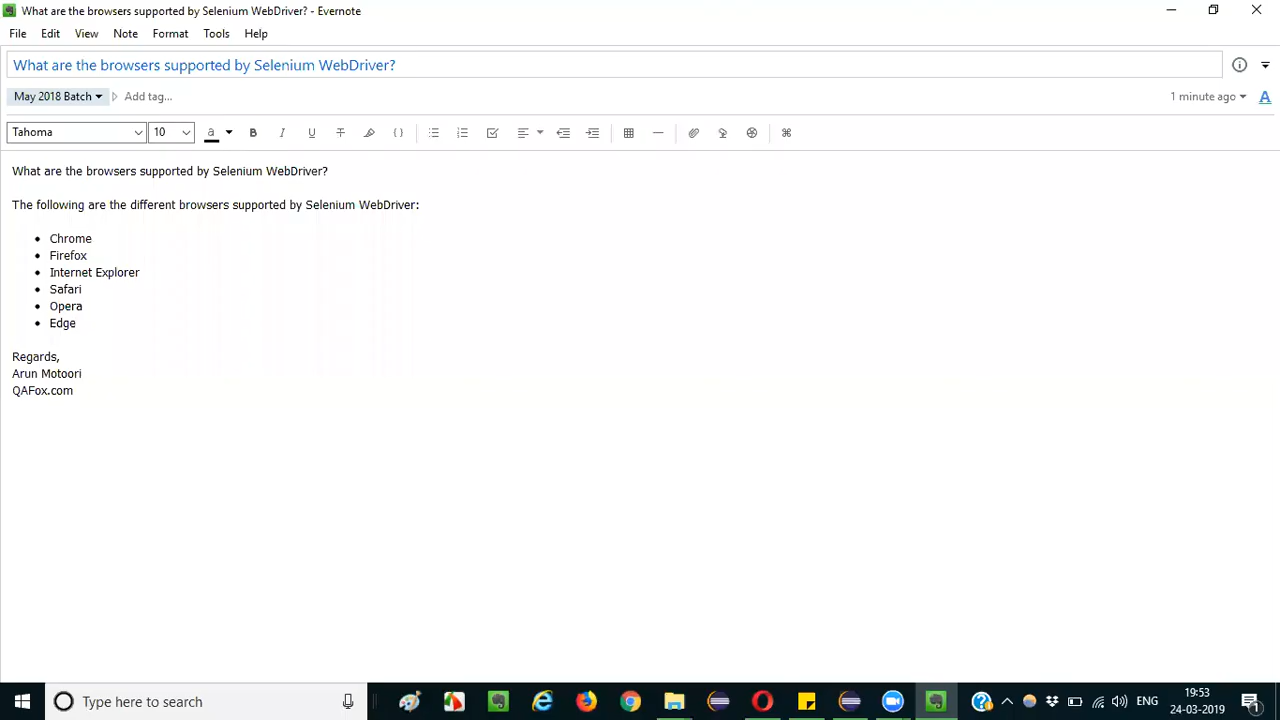 What are the browsers supported by Selenium WebDriver? - Evernote
File Edit View Note Format Tools Help
What are the browsers supported by Selenium WebDriver?
May 2018 Batch Add tag... 1 minute ago A
Tahoma 10 a B I U T
What are the browsers supported by Selenium WebDriver?
The following are the different browsers supported by Selenium WebDriver:
• Chrome
• Firefox
• Internet Explorer
• Safari
• Opera
• Edge
Regards,
Arun Motoori
QAFox.com
Type here to search ENG 19:53
24-03-2019 1